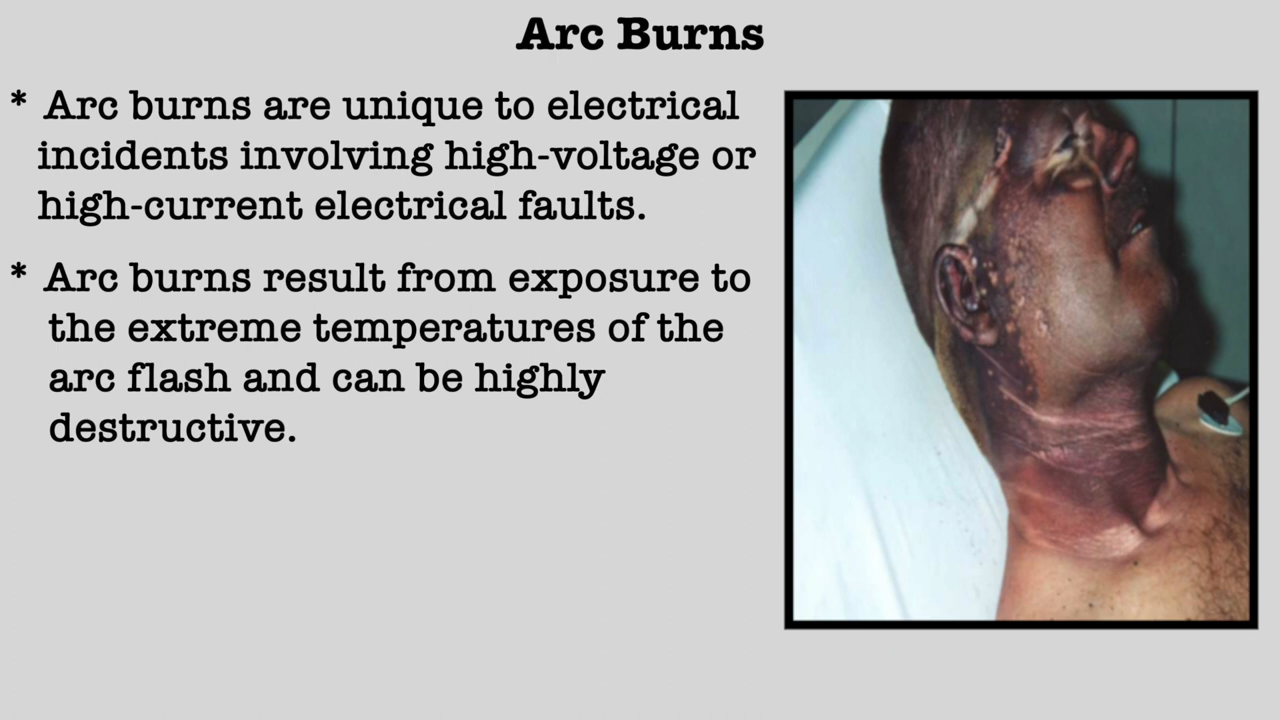 Arc Burns
* Arc burns are unique to electrical
incidents involving high-voltage or
high-current electrical faults.
* Arc burns result from exposure to
the extreme temperatures of the
arc flash and can be highly
destructive.